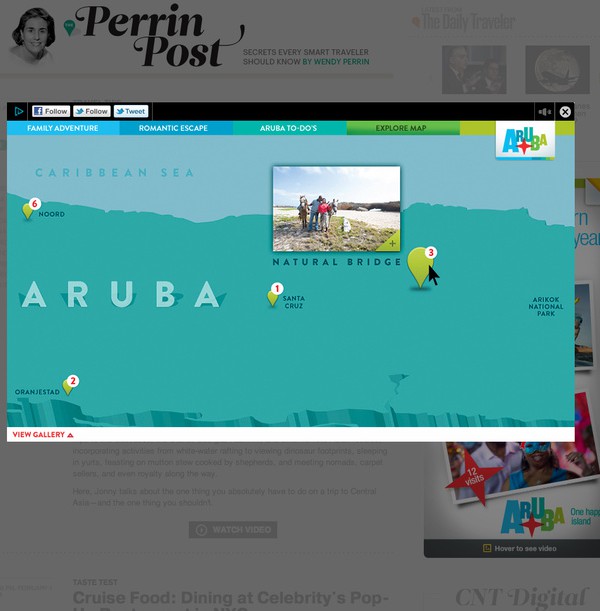 THE Perrin
Post
SECRETS EVERY SMART TRAVELER
SHOULD KNOW BY WENDY PERRIN
LATEST FROM
The Daily Traveler
Follow
Follow
Tweet
FAMILY ADVENTURE
ROMANTIC ESCAPE
ARUBA TO-DO'S
EXPLORE MAP
ARUBA
CARIBBEAN SEA
6
NOORD
NATURAL BRIDGE
3
ARUBA
1
SANTA
CRUZ
ARIKOK
NATIONAL
PARK
2
ORANJESTAD
VIEW GALLERY
incorporating activities from white-water rafting to viewing dinosaur footprints, sleeping
in yurts, feasting on mutton stew cooked by shepherds, and meeting nomads, carpet
sellers, and even royalty along the way.
Here, Jenny talks about the one thing you absolutely have to do on a trip to Central
Asia—and the one thing you shouldn't.
WATCH VIDEO
12
visits
ARUBA
One happy
island
Hover to see video
TASTE TEST
Cruise Food: Dining at Celebrity's Pop-
CNT Digital